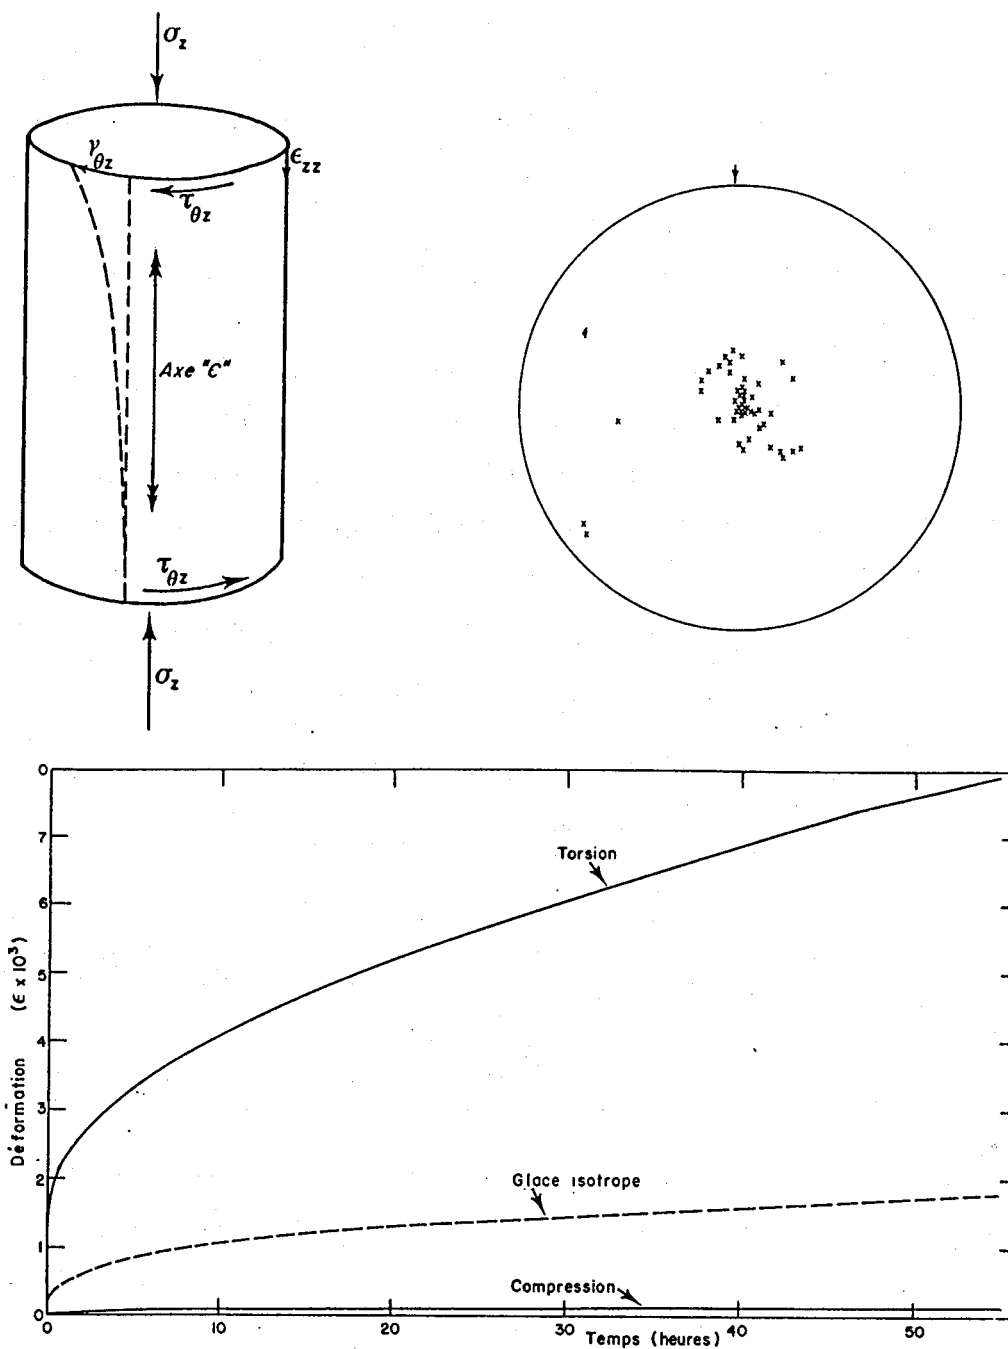 σz
γθz
εzz
τθz
Axe "C"
τθz
σz
Déformation (ε x 10³)
0
7
6
5
4
3
2
1
0
Torsion
Glace isotrope
Compression
0
10
20
30
40
50
Temps (heures)